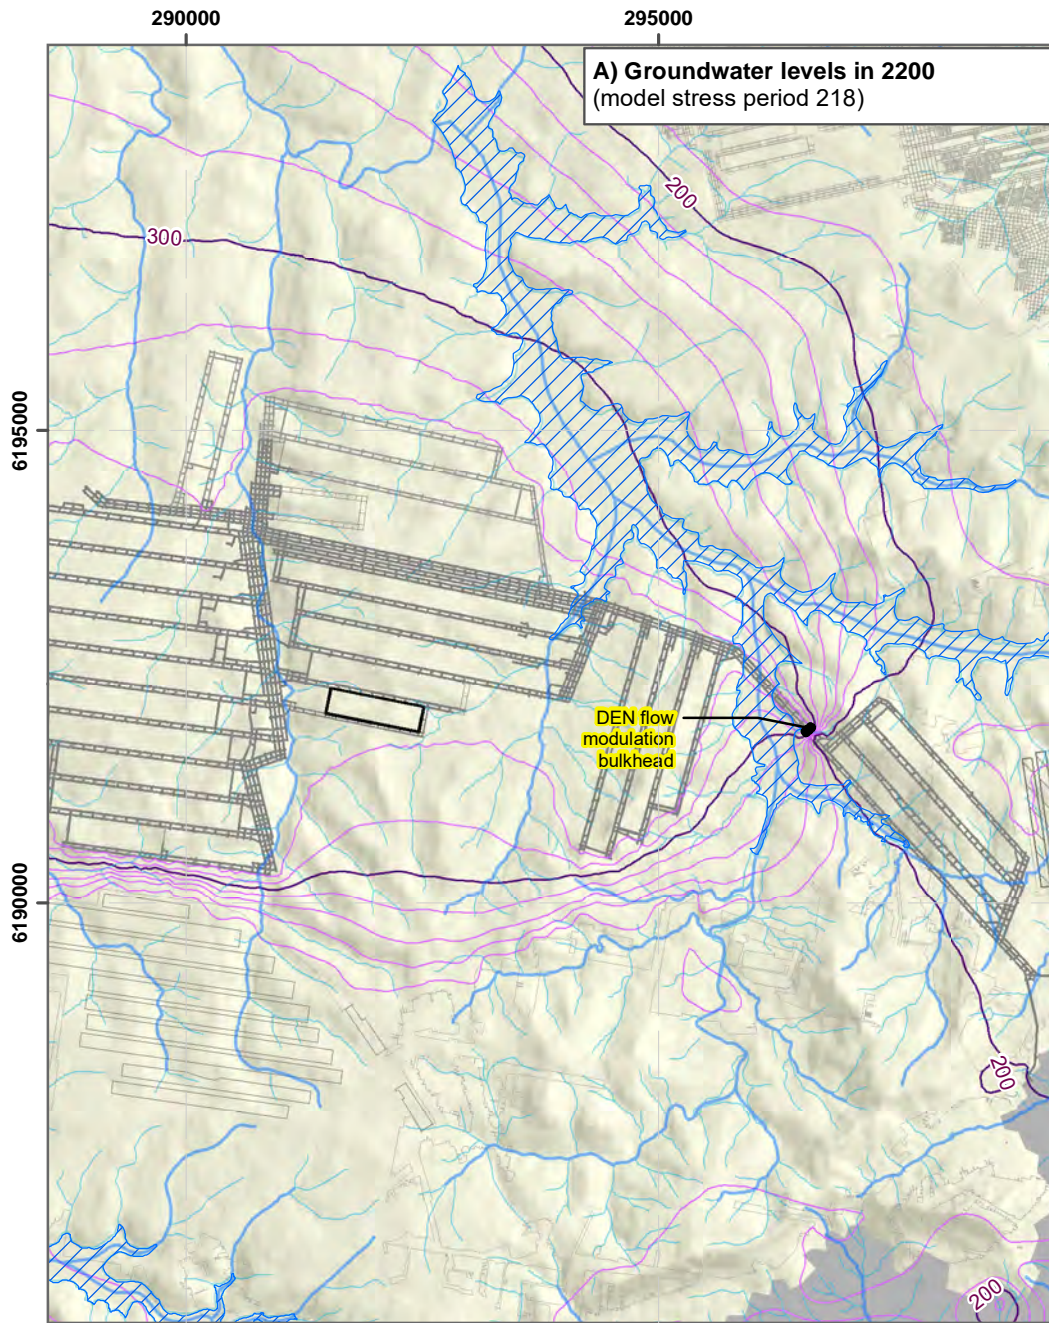 290000
295000
A) Groundwater levels in 2200
(model stress period 218)
200
300
6195000
DEN flow
modulation
bulkhead
6190000
200
200